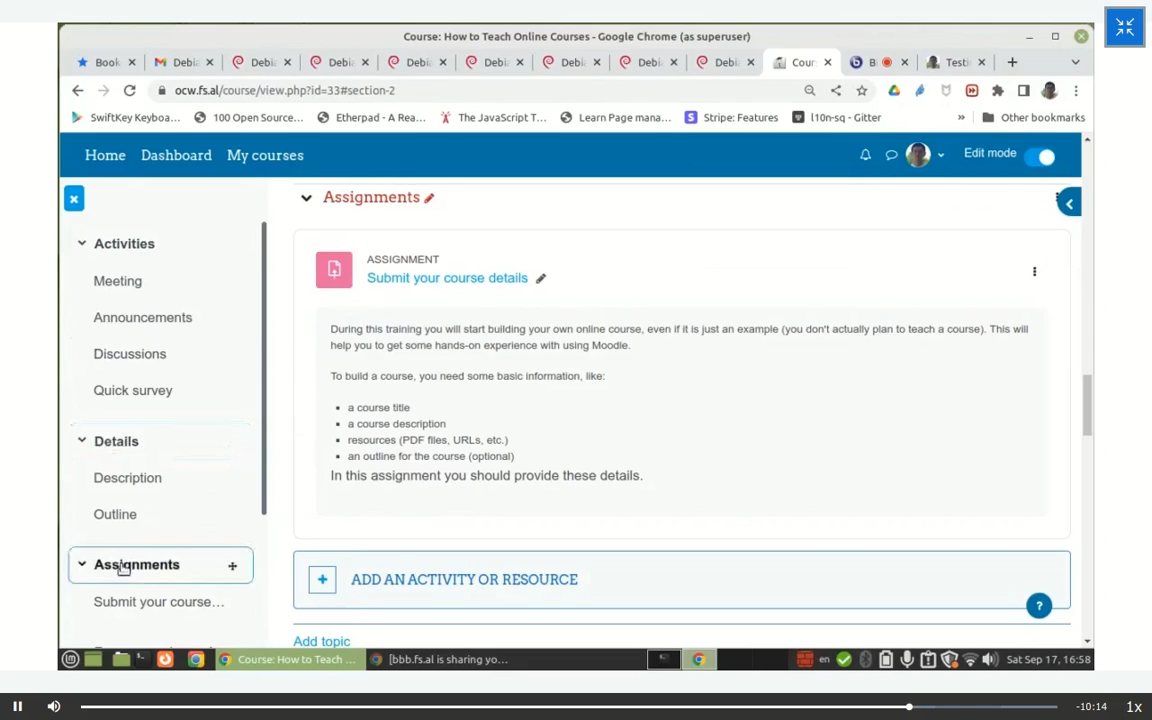 Course: How to Teach Online Courses - Google Chrome (as superuser)
Book
Debi
Debi
Debi
Debi
Debi
Debi
Debi
Debi
Cour
B
Testi
ocw.fs.al/course/view.php?id=33#section-2
SwiftKey Keyboa...
100 Open Source...
Etherpad - A Rea...
The JavaScript T...
Learn Page mana...
Stripe: Features
l10n-sq - Gitter
»
Other bookmarks
Home
Dashboard
My courses
Edit mode
Activities
Meeting
Announcements
Discussions
Quick survey
Details
Description
Outline
Assignments
Submit your course...
Assignments
ASSIGNMENT
Submit your course details
During this training you will start building your own online course, even if it is just an example (you don't actually plan to teach a course). This will
help you to get some hands-on experience with using Moodle.
To build a course, you need some basic information, like:
a course title
a course description
resources (PDF files, URLs, etc.)
an outline for the course (optional)
In this assignment you should provide these details.
ADD AN ACTIVITY OR RESOURCE
?
Add topic
Course: How to Teach ...
[bbb.fs.al is sharing yo...
en
Sat Sep 17, 16:58
-10:14
1x